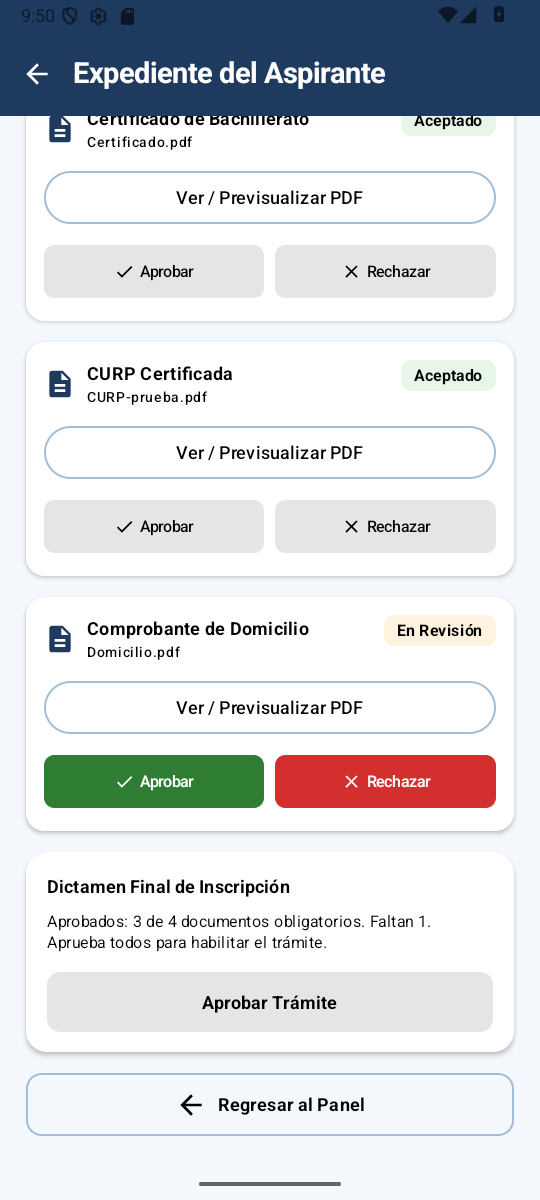 9:50
Expediente del Aspirante
Certificado de Bachillerato
Aceptado
Certificado.pdf
Ver / Previsualizar PDF
Aprobar
Rechazar
CURP Certificada
Aceptado
CURP-prueba.pdf
Ver / Previsualizar PDF
Aprobar
Rechazar
Comprobante de Domicilio
En Revisión
Domicilio.pdf
Ver / Previsualizar PDF
Aprobar
Rechazar
Dictamen Final de Inscripción
Aprobados: 3 de 4 documentos obligatorios. Faltan 1.
Aprueba todos para habilitar el trámite.
Aprobar Trámite
Regresar al Panel